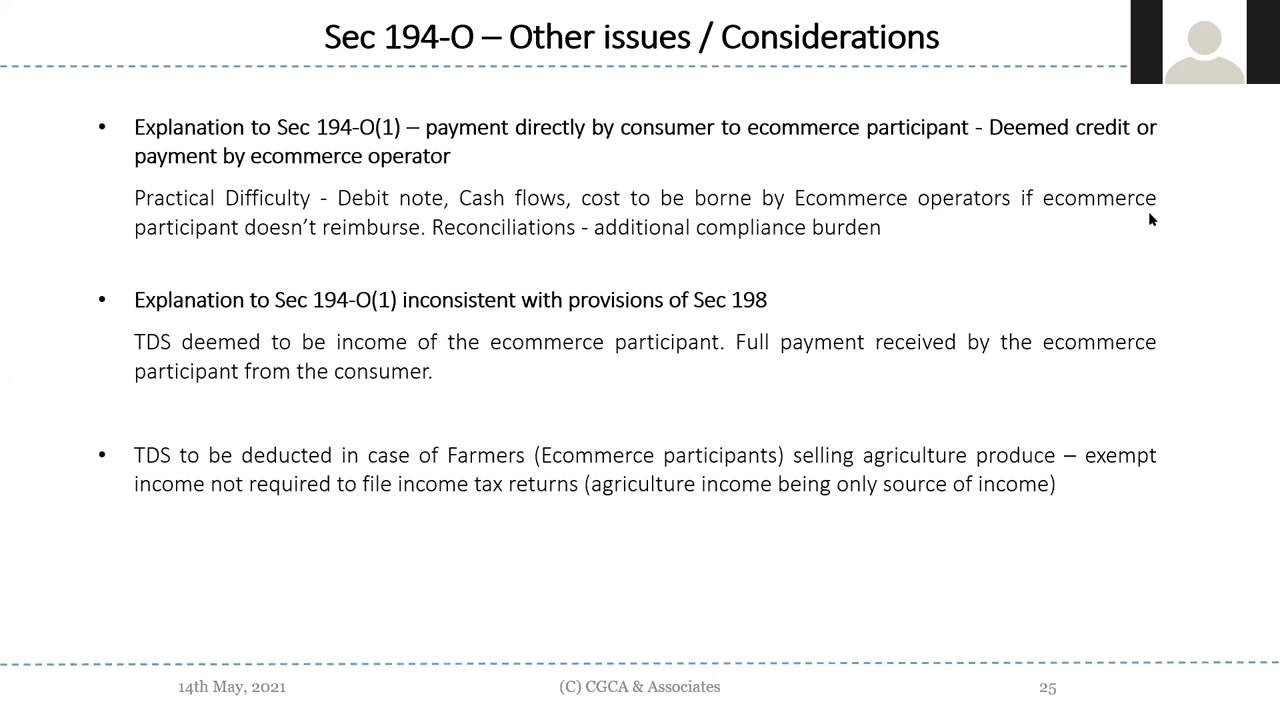 Sec 194-O – Other issues / Considerations
• Explanation to Sec 194-O(1) – payment directly by consumer to ecommerce participant - Deemed credit or
payment by ecommerce operator
Practical Difficulty - Debit note, Cash flows, cost to be borne by Ecommerce operators if ecommerce
participant doesn’t reimburse. Reconciliations - additional compliance burden
• Explanation to Sec 194-O(1) inconsistent with provisions of Sec 198
TDS deemed to be income of the ecommerce participant. Full payment received by the ecommerce
participant from the consumer.
• TDS to be deducted in case of Farmers (Ecommerce participants) selling agriculture produce – exempt
income not required to file income tax returns (agriculture income being only source of income)
14th May, 2021
(C) CGCA & Associates
25